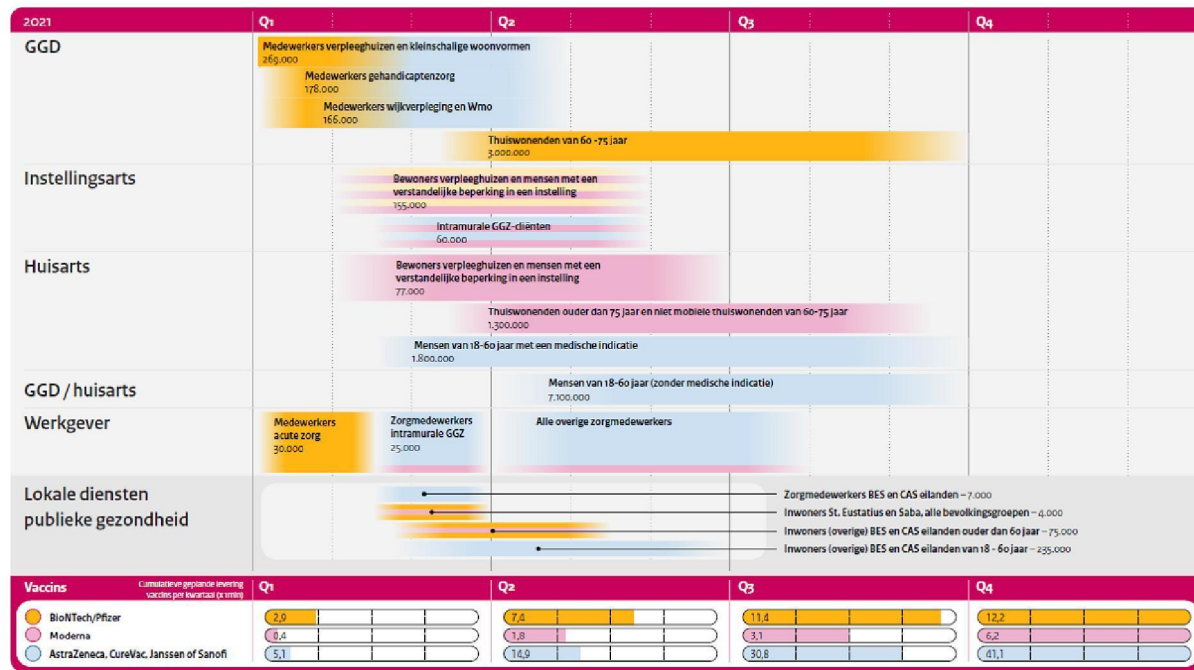 2021 Q1 Q2 Q3 Q4
GGD
Medewerkers verpleeghuizen en kleinschalige woonvormen
269.000
Medewerkers gehandicaptenzorg
178.000
Medewerkers wijkverpleging en Wmo
166.000
Thuiswonenden van 60 -75 jaar
3.000.000
Instellingsarts
Bewoners verpleeghuizen en mensen met een
verstandelijke beperking in een instelling
155.000
Intramurale GGZ-cliënten
60.000
Huisarts
Bewoners verpleeghuizen en mensen met een
verstandelijke beperking in een instelling
77.000
Thuiswonenden ouder dan 75 jaar en niet mobiele thuiswonenden van 60-75 jaar
1.300.000
Mensen van 18-60 jaar met een medische indicatie
1.800.000
GGD / huisarts
Mensen van 18-60 jaar (zonder medische indicatie)
7.100.000
Werkgever
Medewerkers
acute zorg
30.000
Zorgmedewerkers
intramurale GGZ
25.000
Alle overige zorgmedewerkers
Lokale diensten
publieke gezondheid
Zorgmedewerkers BES en CAS eilanden – 7.000
Inwoners St. Eustatius en Saba, alle bevolkingsgroepen – 4.000
Inwoners (overige) BES en CAS eilanden ouder dan 60 jaar – 75.000
Inwoners (overige) BES en CAS eilanden van 18 - 60 jaar – 235.000
Vaccins
Cumulatieve geplande levering
vaccins per kwartaal (x 1 mln)
Q1 Q2 Q3 Q4
BioNTech/Pfizer 2,9 7,4 11,4 12,2
Moderna 0,4 1,8 3,1 6,2
AstraZeneca, CureVac, Janssen of Sanofi 5,1 14,9 30,8 41,1